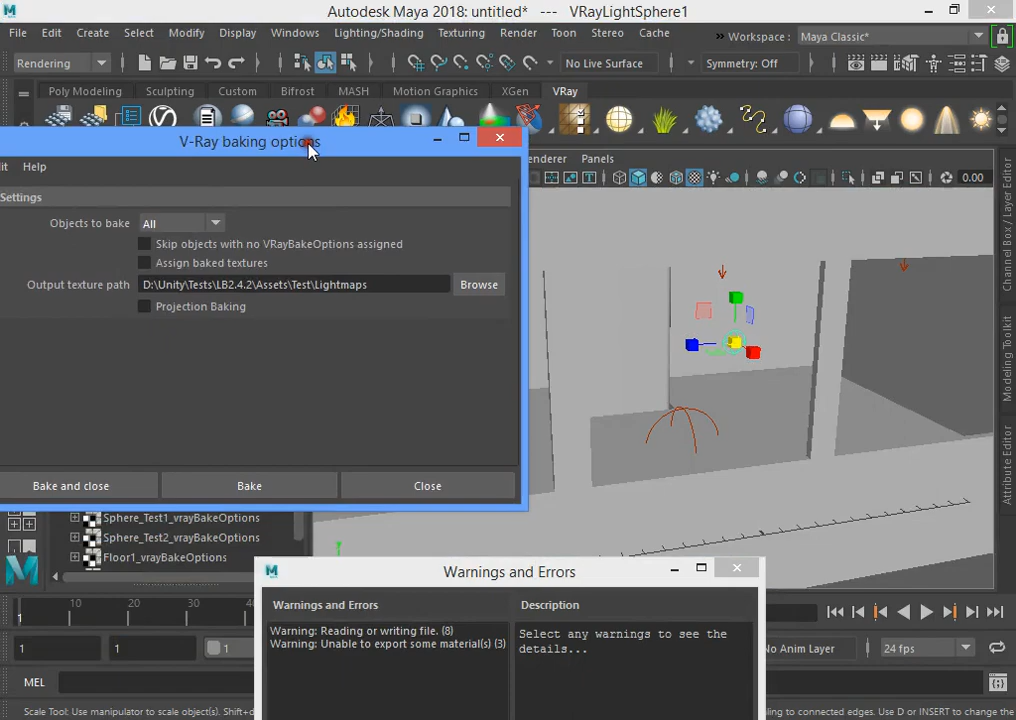 Autodesk Maya 2018: untitled* --- VRayLightSphere1
File Edit Create Select Modify Display Windows Lighting/Shading Texturing Render Toon Stereo Cache
Workspace : Maya Classic*
Rendering No Live Surface Symmetry: Off
Poly Modeling Sculpting Custom Bifrost MASH Motion Graphics XGen VRay
V-Ray baking options
Help
enderer Panels
0.00
Settings
Objects to bake All
Skip objects with no VRayBakeOptions assigned
Assign baked textures
Output texture path D:\Unity\Tests\LB2.4.2\Assets\Test\Lightmaps Browse
Projection Baking
Bake and close Bake Close
Channel Box / Layer Editor
Modeling Toolkit
Attribute Editor
Sphere_Test1_vrayBakeOptions
Sphere_Test2_vrayBakeOptions
Floor1_vrayBakeOptions
Warnings and Errors
Warnings and Errors Description
Warning: Reading or writing file. (8)
Warning: Unable to export some material(s) (3)
Select any warnings to see the
details...
1 10 20 30 40
1 1 1 No Anim Layer 24 fps
MEL
Scale Tool: Use manipulator to scale object(s). Shift+d
ling to connected edges. Use D or INSERT to change the